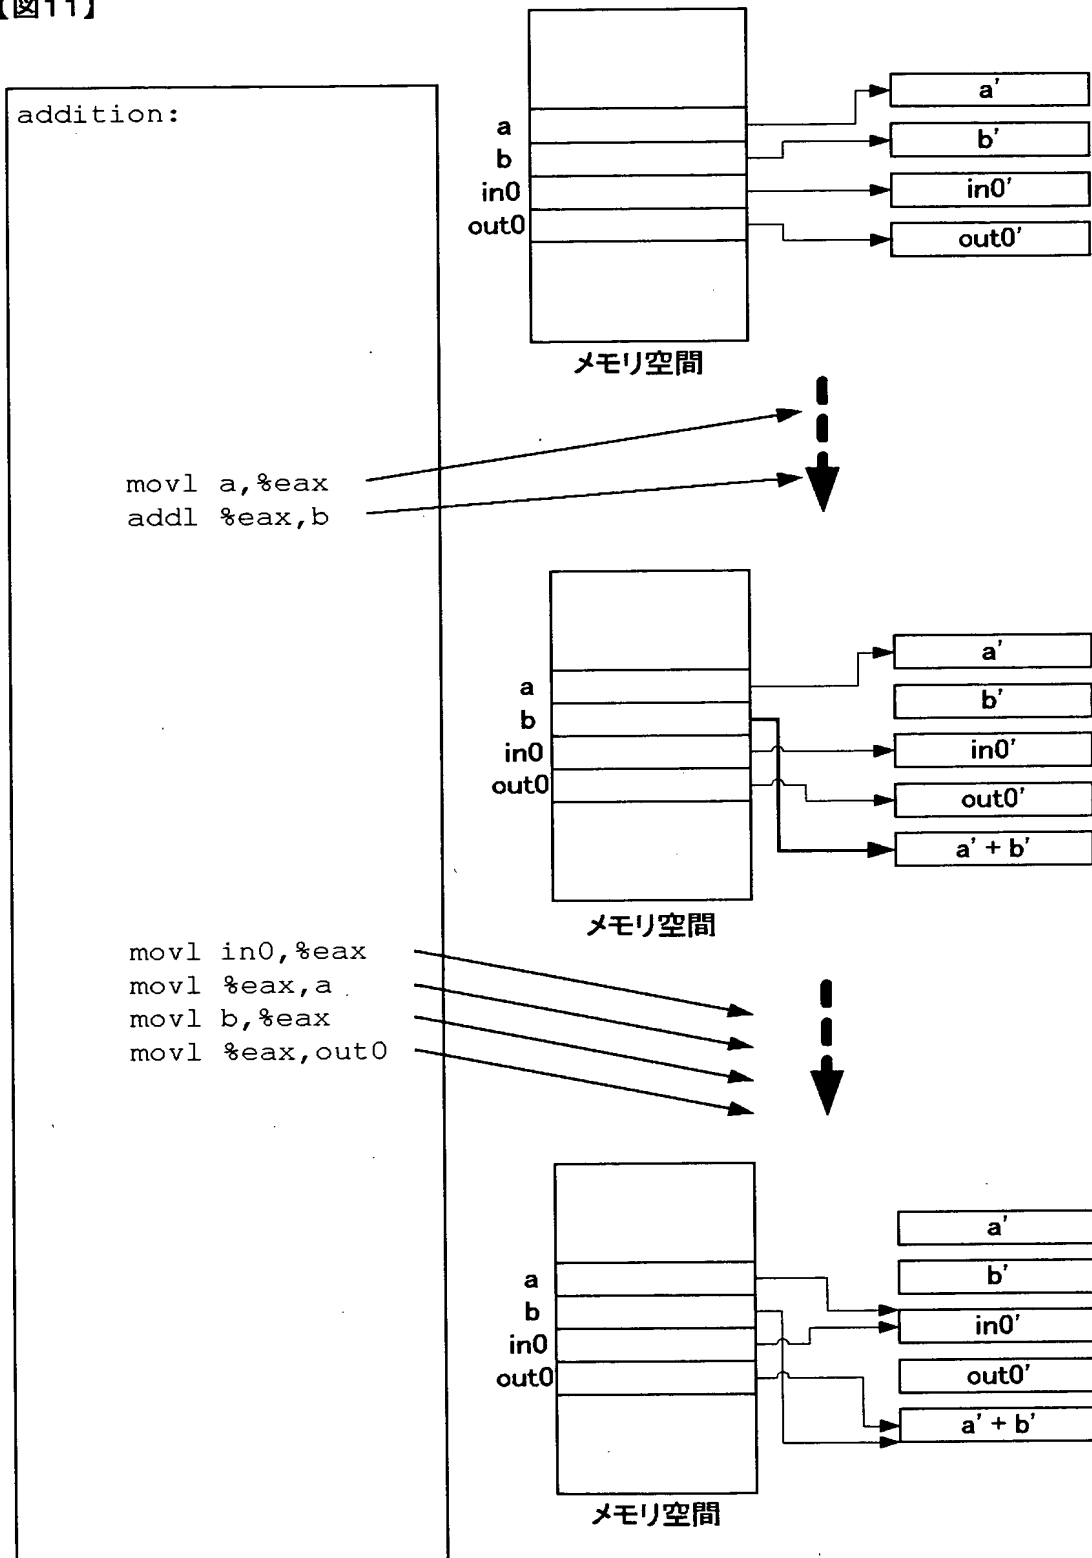 【図11】
addition:
a
b
in0
out0
a'
b'
in0'
out0'
メモリ空間
movl a,%eax
addl %eax,b
a
b
in0
out0
a'
b'
in0'
out0'
a' + b'
メモリ空間
movl in0,%eax
movl %eax,a
movl b,%eax
movl %eax,out0
a
b
in0
out0
a'
b'
in0'
out0'
a' + b'
メモリ空間